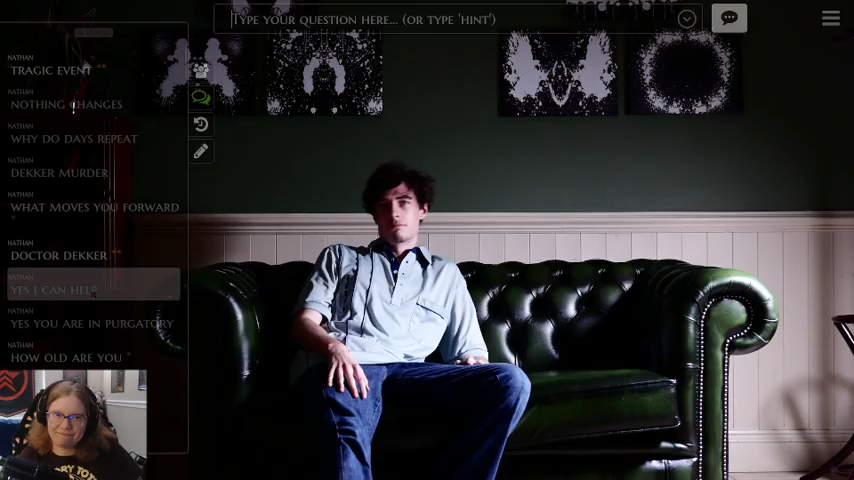 TYPE YOUR QUESTION HERE... (OR TYPE 'HINT')
NATHAN
TRAGIC EVENT **
NATHAN
NOTHING CHANGES
NATHAN
WHY DO DAYS REPEAT
NATHAN
DEKKER MURDER
NATHAN
WHAT MOVES YOU FORWARD
*
NATHAN
DOCTOR DEKKER **
NATHAN
YES I CAN HELP
NATHAN
YES YOU ARE IN PURGATORY
NATHAN
HOW OLD ARE YOU *